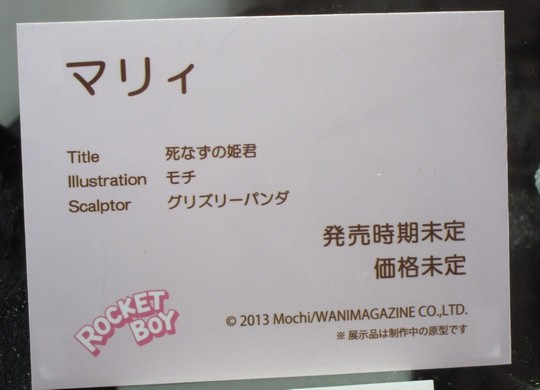 マリィ
Title 死なずの姫君
Illustration モチ
Scalptor グリズリーパンダ
発売時期未定
価格未定
ROCKET
BOY
© 2013 Mochi/WANIMAGAZINE CO.,LTD.
※ 展示品は制作中の原型です